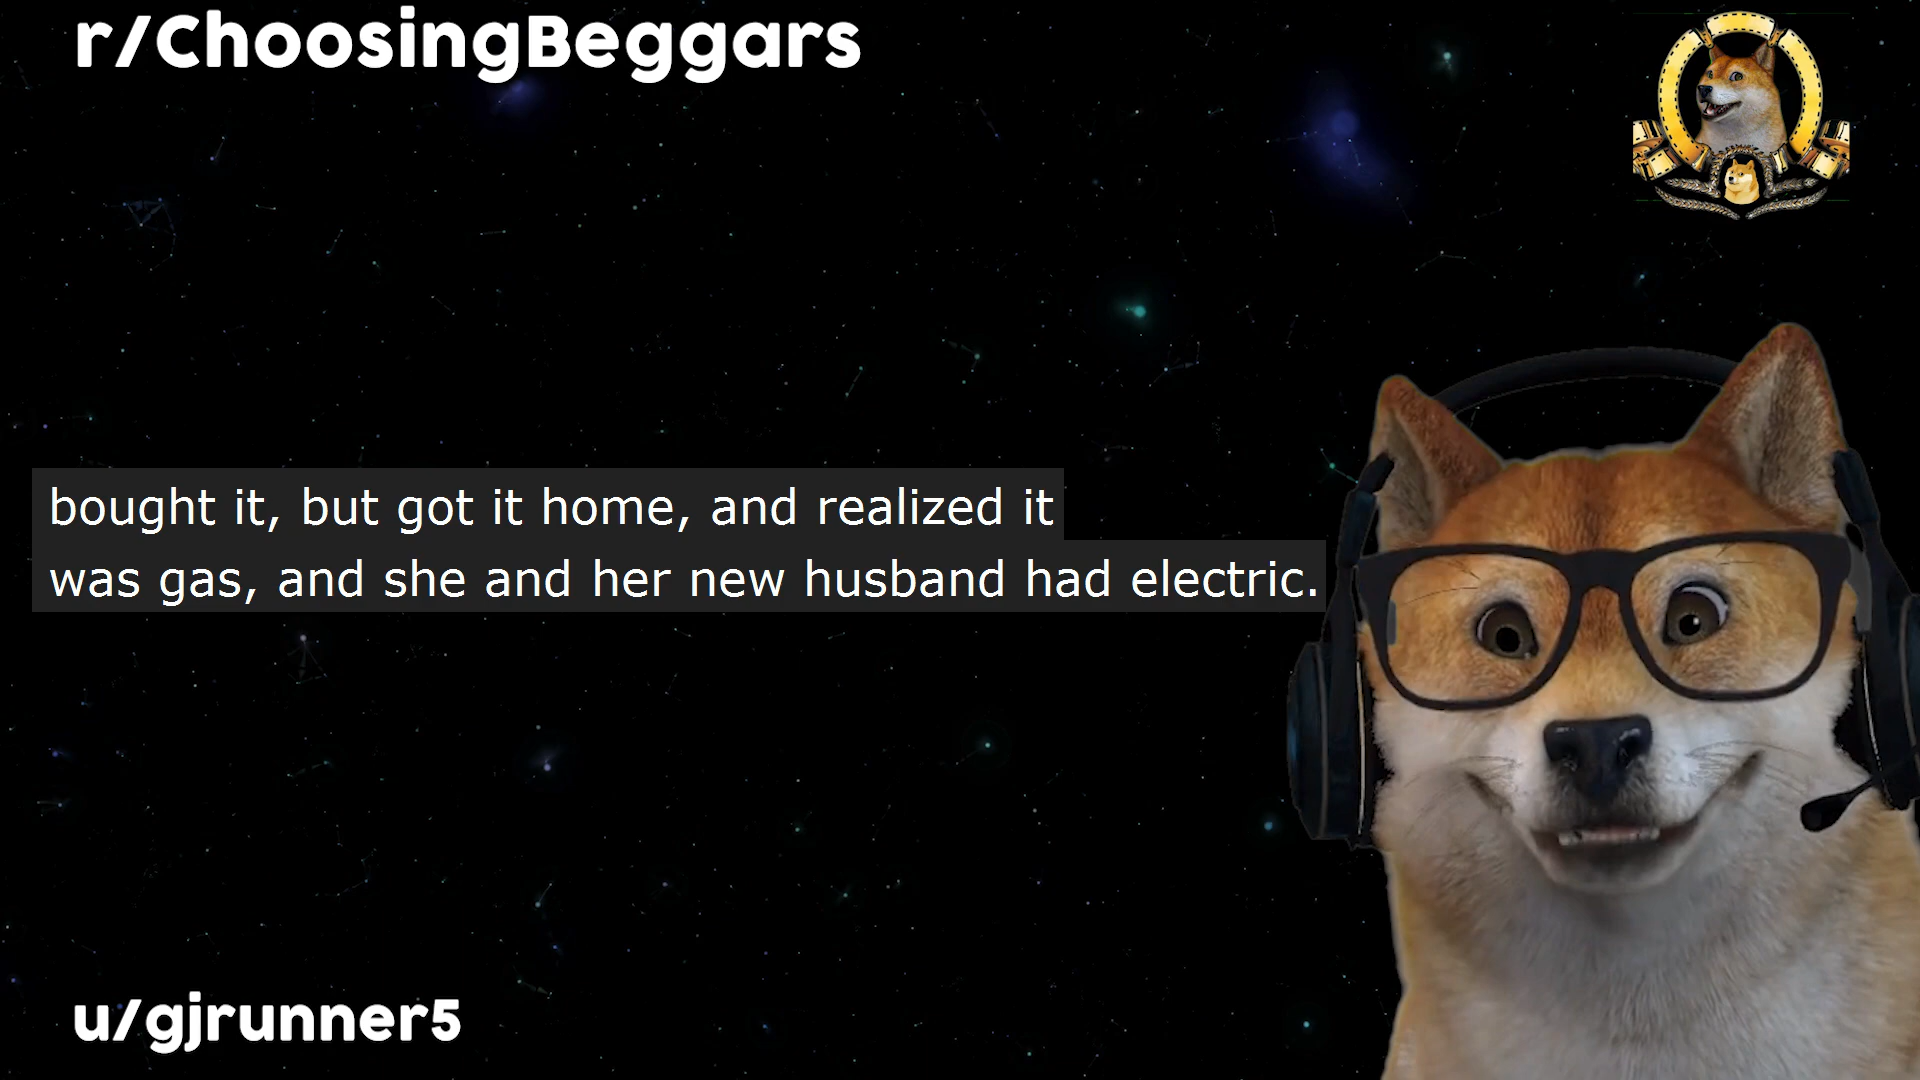 r/ChoosingBeggars
bought it, but got it home, and realized it
was gas, and she and her new husband had electric.
u/gjrunner5